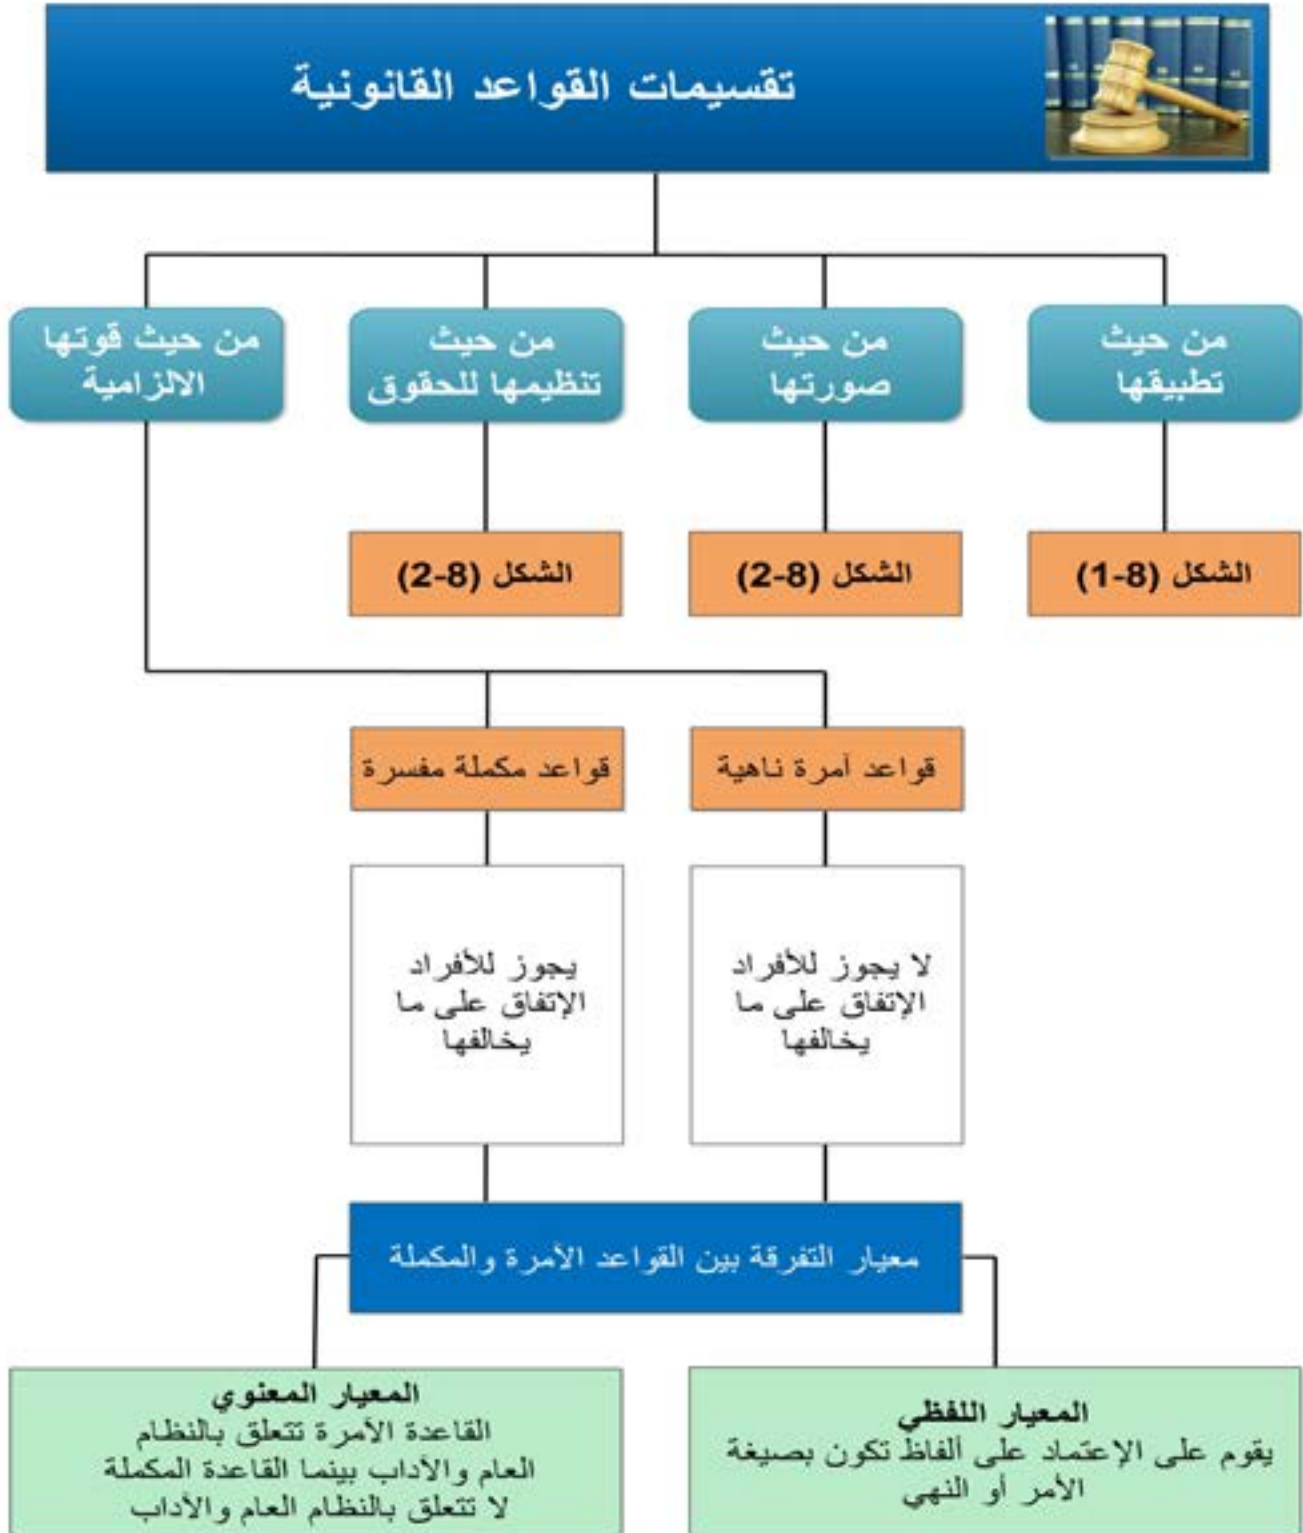 تقسيمات القواعد القانونية
من حيث
تطبيقها
من حيث
صورتها
من حيث
تنظيمها للحقوق
من حيث قوتها
الالزامية
الشكل (8-1)
الشكل (8-2)
الشكل (8-2)
قواعد آمرة ناهية
قواعد مكملة مفسرة
لا يجوز للأفراد
الإتفاق على ما
يخالفها
يجوز للأفراد
الإتفاق على ما
يخالفها
معيار التفرقة بين القواعد الآمرة والمكملة
المعيار اللفظي
يقوم على الإعتماد على ألفاظ تكون بصيغة
الأمر أو النهي
المعيار المعنوي
القاعدة الآمرة تتعلق بالنظام
العام والآداب بينما القاعدة المكملة
لا تتعلق بالنظام العام والآداب